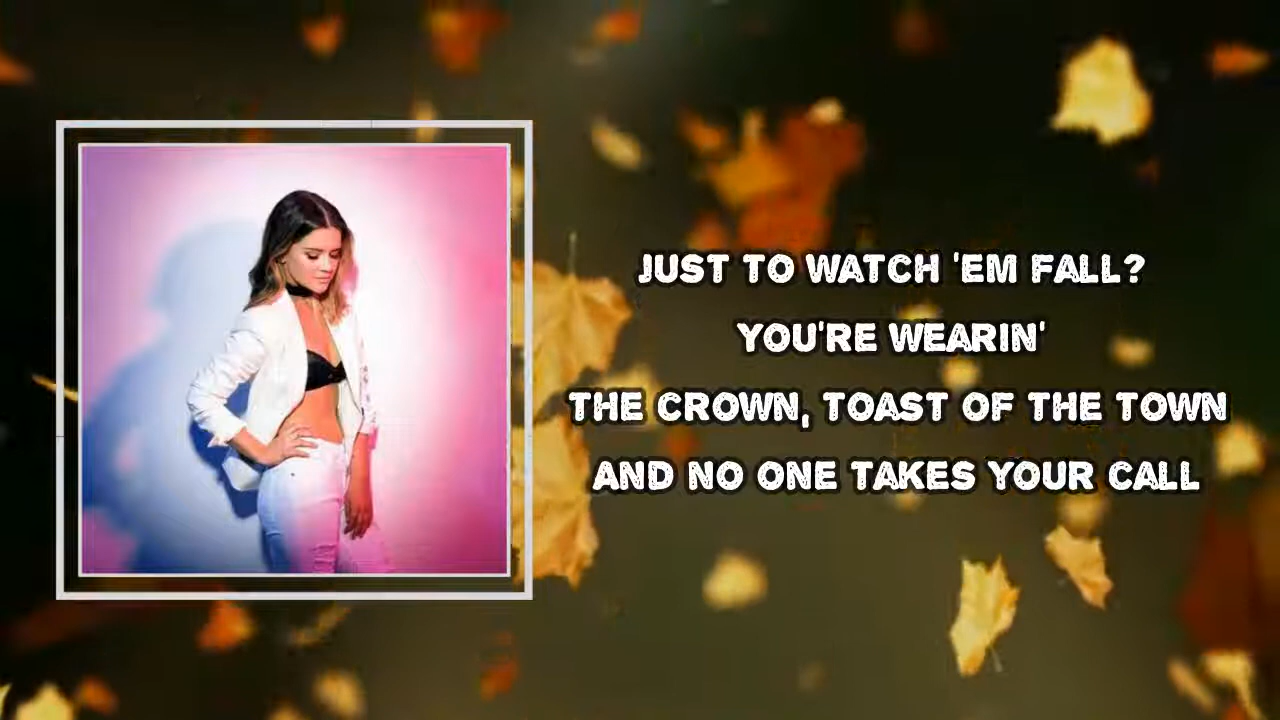 JUST TO WATCH 'EM FALL?
YOU'RE WEARIN'
THE CROWN, TOAST OF THE TOWN
AND NO ONE TAKES YOUR CALL